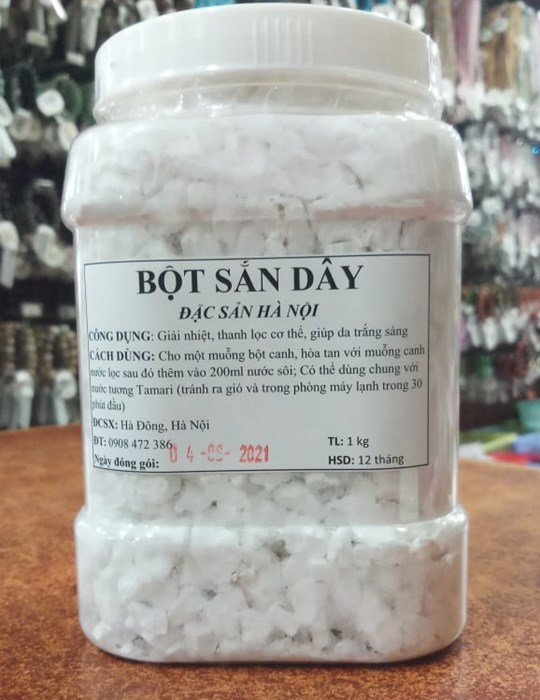 BỘT SẮN DÂY
ĐẶC SẢN HÀ NỘI
CÔNG DỤNG: Giải nhiệt, thanh lọc cơ thể, giúp da trắng sáng
CÁCH DÙNG: Cho một muỗng bột canh, hòa tan với muỗng canh
nước lọc sau đó thêm vào 200ml nước sôi; Có thể dùng chung với
nước tương Tamari (tránh ra gió và trong phòng máy lạnh trong 30
phút đầu)
ĐCSX: Hà Đông, Hà Nội
ĐT: 0908 472 386 TL: 1 kg
Ngày đóng gói: 2021 HSD: 12 tháng